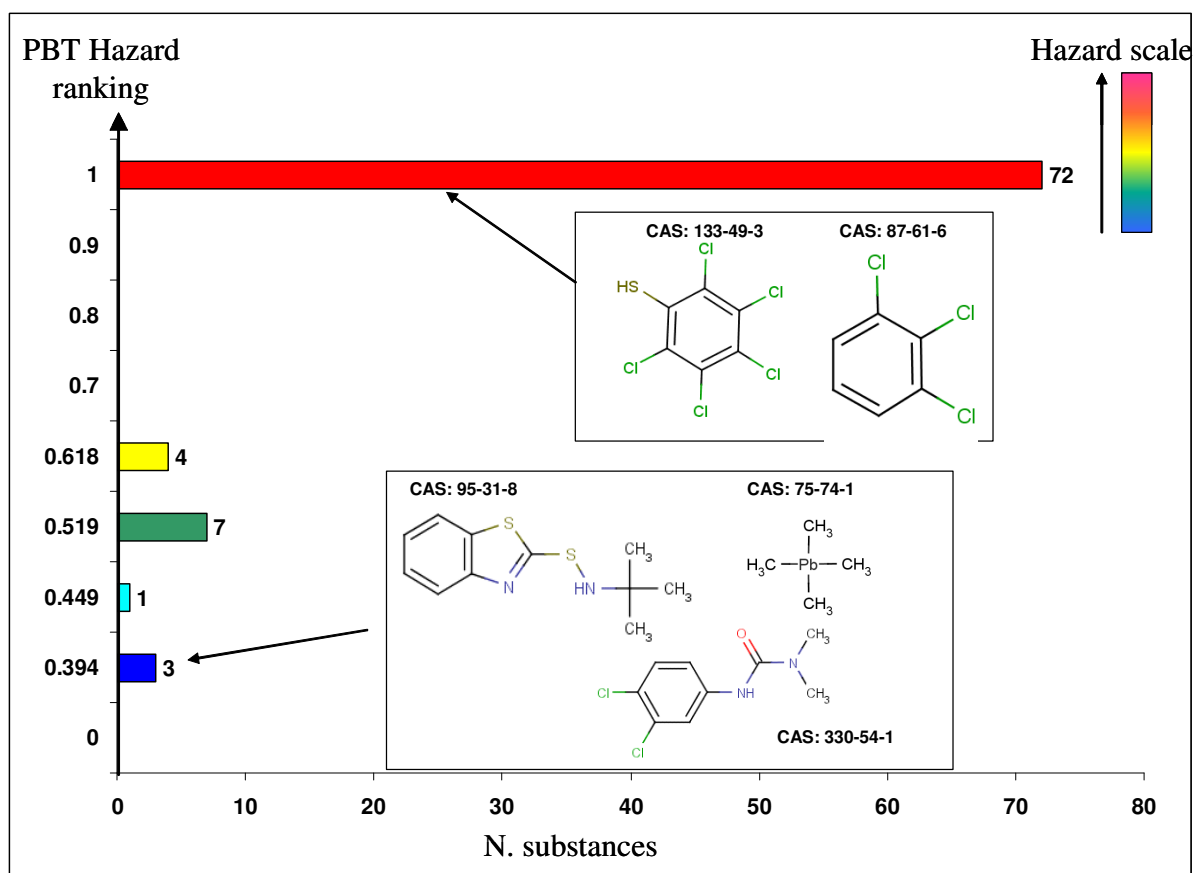 PBT Hazard
ranking
Hazard scale
1
72
0.9
0.8
0.7
0.618
4
0.519
7
0.449
1
0.394
3
0
CAS: 133-49-3
CAS: 87-61-6
Cl
HS
Cl
Cl
Cl
Cl
Cl
Cl
Cl
CAS: 95-31-8
CAS: 75-74-1
S
S
N
HN
CH3
CH3
CH3
CH3
H3C
Pb
CH3
CH3
O
CH3
N
NH
CH3
Cl
Cl
CAS: 330-54-1
0
10
20
30
40
50
60
70
80
N. substances